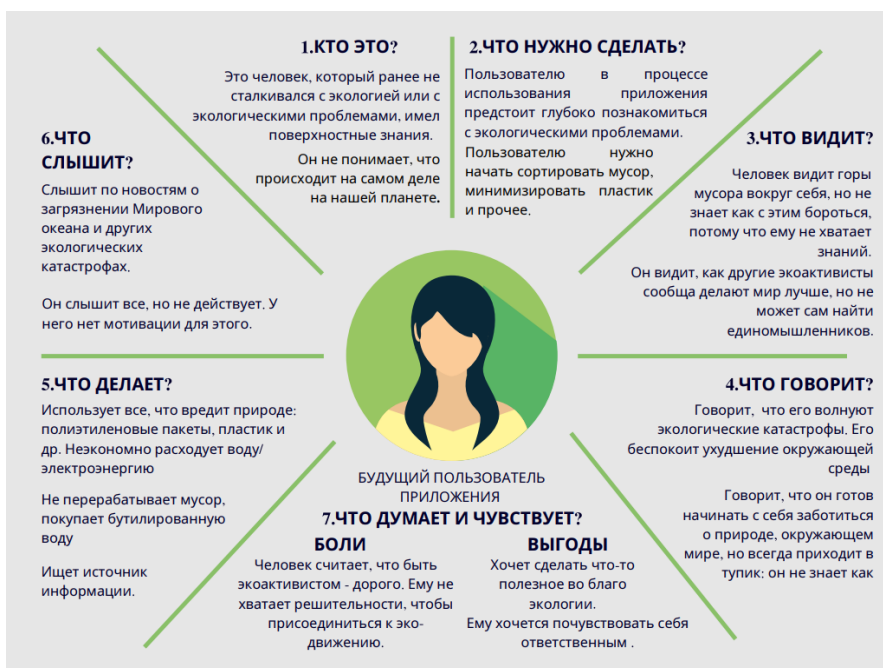 1.КТО ЭТО?
Это человек, который ранее не
сталкивался с экологией или с
экологическими проблемами, имел
поверхностные знания.
Он не понимает, что
происходит на самом деле
на нашей планете.
2.ЧТО НУЖНО СДЕЛАТЬ?
Пользователю в процессе
использования приложения
предстоит глубоко познакомиться
с экологическими проблемами.
Пользователю нужно
начать сортировать мусор,
минимизировать пластик
и прочее.
3.ЧТО ВИДИТ?
Человек видит горы
мусора вокруг себя, но не
знает как с этим бороться,
потому что ему не хватает
знаний.
Он видит, как другие экоактивисты
сообща делают мир лучше, но не
может сам найти
единомышленников.
4.ЧТО ГОВОРИТ?
Говорит, что его волнуют
экологические катастрофы. Его
беспокоит ухудшение окружающей
среды
Говорит, что он готов
начинать с себя заботиться
о природе, окружающем
мире, но всегда приходит в
тупик: он не знает как
5.ЧТО ДЕЛАЕТ?
Использует все, что вредит природе:
полиэтиленовые пакеты, пластик и
др. Неэкономно расходует воду/
электроэнергию
Не перерабатывает мусор,
покупает бутилированную
воду
Ищет источник
информации.
6.ЧТО
СЛЫШИТ?
Слышит по новостям о
загрязнении Мирового
океана и других
экологических
катастрофах.
Он слышит все, но не действует. У
него нет мотивации для этого.
БУДУЩИЙ ПОЛЬЗОВАТЕЛЬ
ПРИЛОЖЕНИЯ
7.ЧТО ДУМАЕТ И ЧУВСТВУЕТ?
БОЛИ
Человек считает, что быть
экоактивистом - дорого. Ему не
хватает решительности, чтобы
присоединиться к эко-
движению.
ВЫГОДЫ
Хочет сделать что-то
полезное во благо
экологии.
Ему хочется почувствовать себя
ответственным .